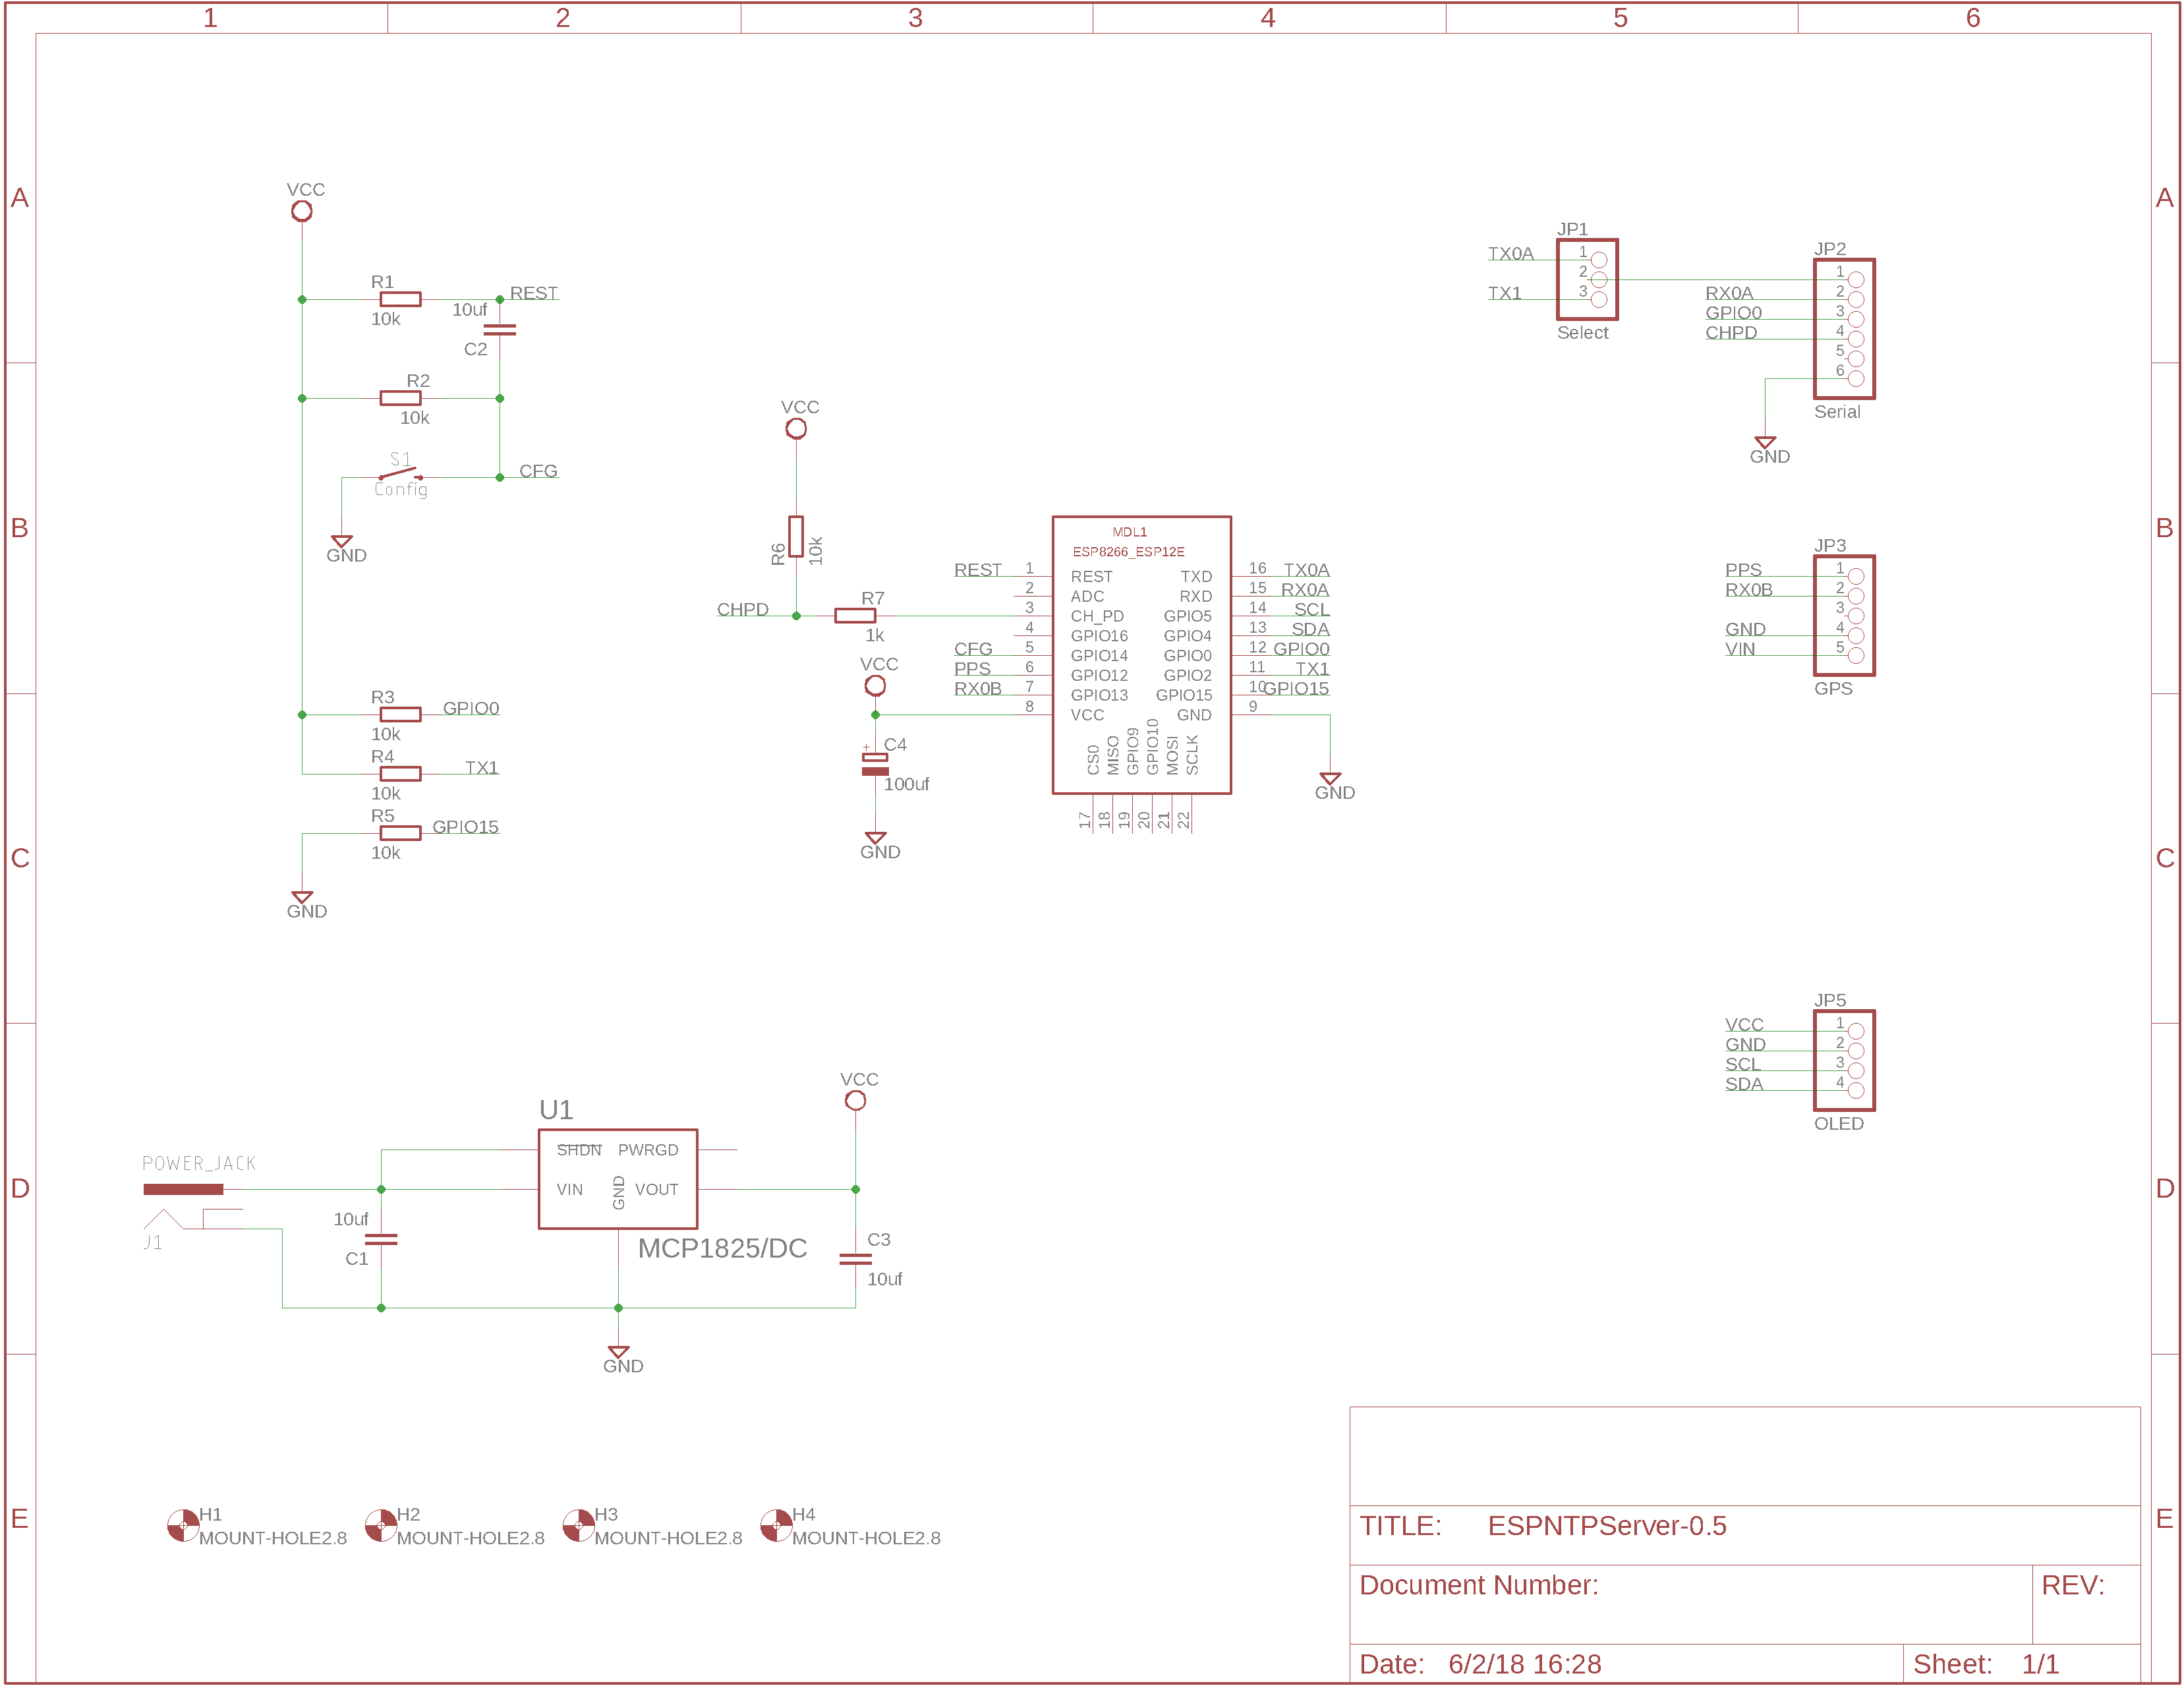 1 2 3 4 5 6
A A
B B
C C
D D
E E
VCC
R1
10k
10uf
C2
REST
R2
10k
S1
Config
CFG
GND
R3
10k
GPIO0
R4
10k
TX1
R5
10k
GPIO15
GND
VCC
R6
10k
CHPD
R7
1k
VCC
C4
+
100uf
GND
MDL1
ESP8266_ESP12E
REST 1 REST TXD 16 TX0A
2 ADC RXD 15 RX0A
3 CH_PD GPIO5 14 SCL
4 GPIO16 GPIO4 13 SDA
CFG 5 GPIO14 GPIO0 12 GPIO0
PPS 6 GPIO12 GPIO2 11 TX1
RX0B 7 GPIO13 GPIO15 10 GPIO15
8 VCC GND 9
CS0 MISO GPIO9 GPIO10 MOSI SCLK
17 18 19 20 21 22
GND
JP1
TX0A 1
2
TX1 3
Select
JP2
1
RX0A 2
GPIO0 3
CHPD 4
5
6
Serial
GND
JP3
PPS 1
RX0B 2
3
GND 4
VIN 5
GPS
JP5
VCC 1
GND 2
SCL 3
SDA 4
OLED
POWER_JACK
J1
10uf
C1
U1
SHDN PWRGD
VIN GND VOUT
MCP1825/DC
VCC
C3
10uf
GND
H1
MOUNT-HOLE2.8
H2
MOUNT-HOLE2.8
H3
MOUNT-HOLE2.8
H4
MOUNT-HOLE2.8
TITLE: ESPNTPServer-0.5
Document Number:
REV:
Date: 6/2/18 16:28
Sheet: 1/1